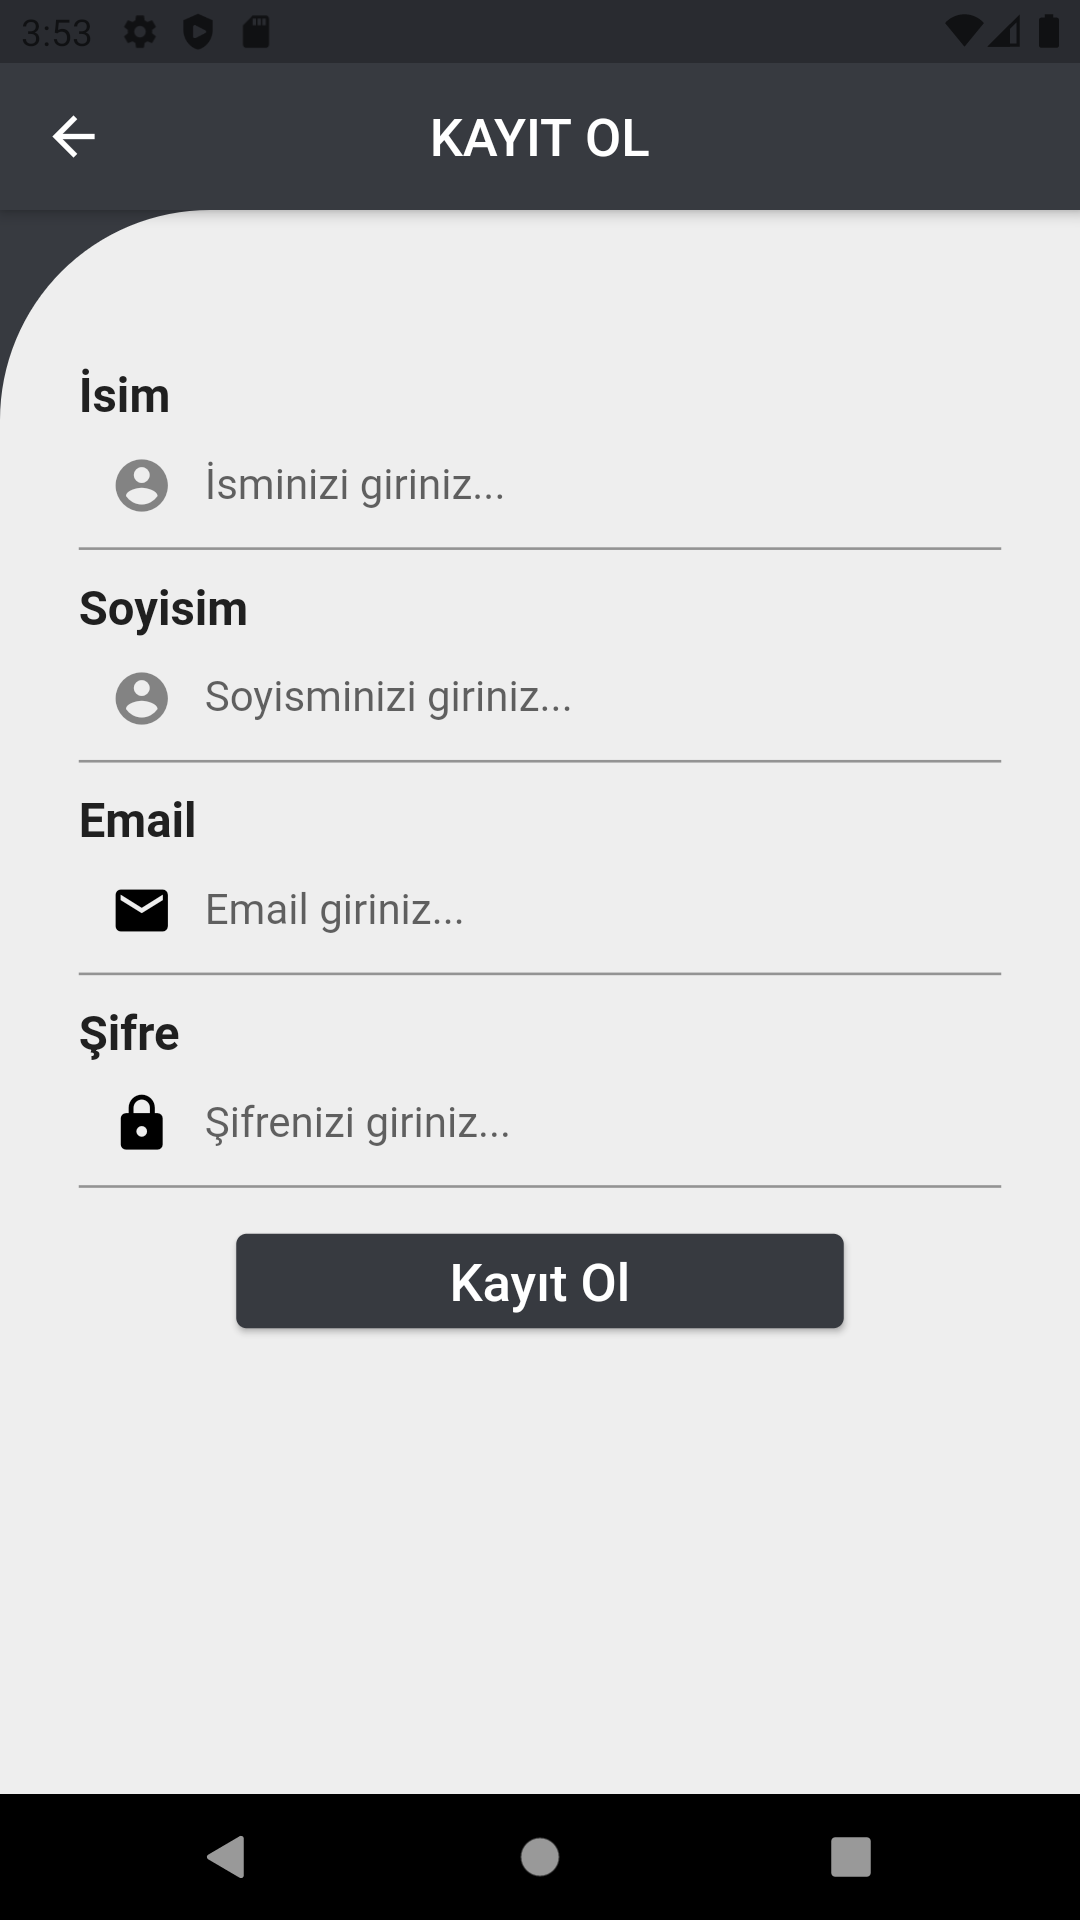 3:53
KAYIT OL
İsim
İsminizi giriniz...
Soyisim
Soyisminizi giriniz...
Email
Email giriniz...
Şifre
Şifrenizi giriniz...
Kayıt Ol